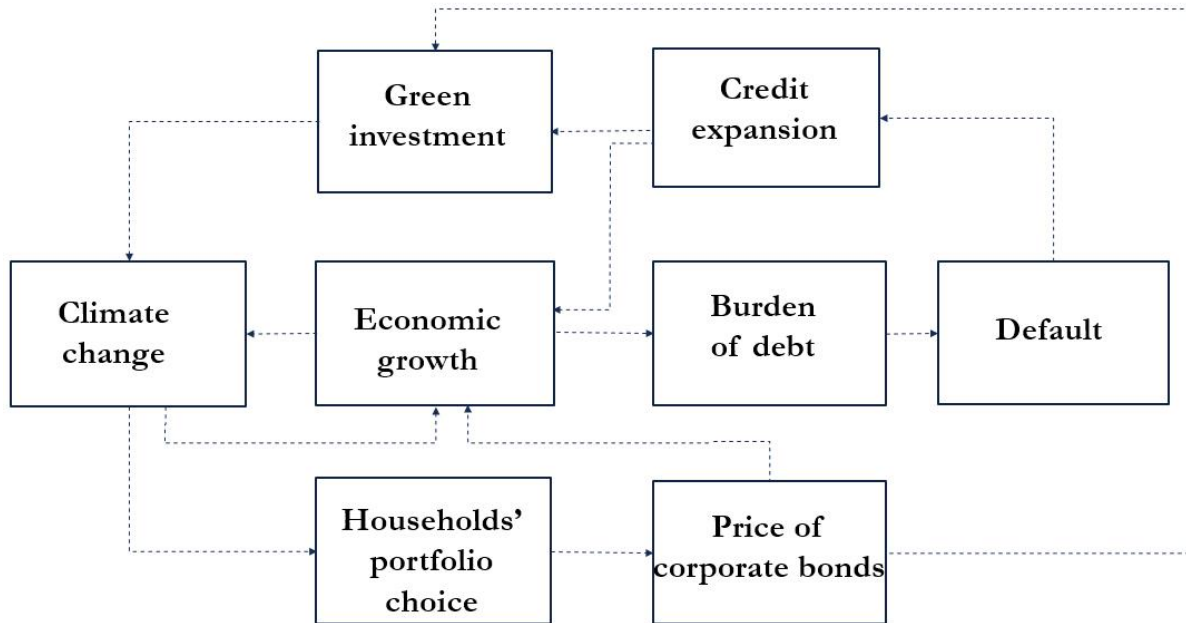 Green
investment
Credit
expansion
Climate
change
Economic
growth
Burden
of debt
Default
Households’
portfolio
choice
Price of
corporate bonds